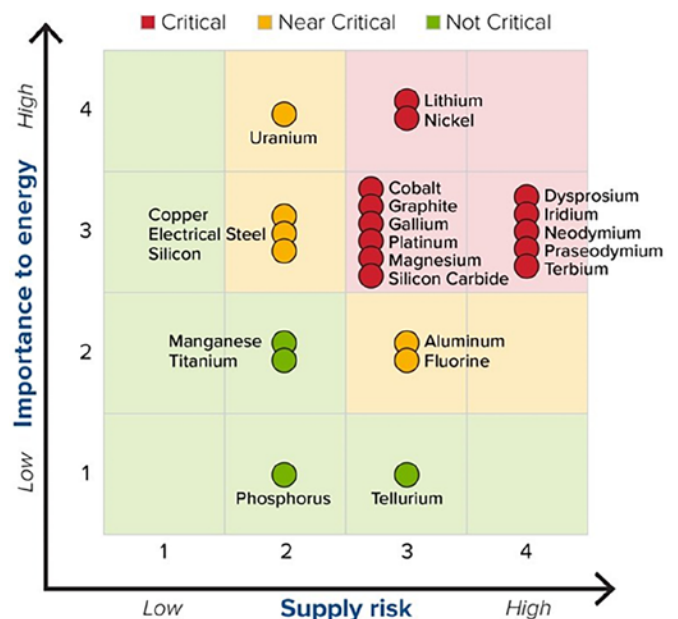 Critical
Near Critical
Not Critical
High
Importance to energy
Low
4
3
2
1
Uranium
Lithium
Nickel
Copper
Electrical Steel
Silicon
Cobalt
Graphite
Gallium
Platinum
Magnesium
Silicon Carbide
Dysprosium
Iridium
Neodymium
Praseodymium
Terbium
Manganese
Titanium
Aluminum
Fluorine
Phosphorus
Tellurium
1
2
3
4
Low
Supply risk
High